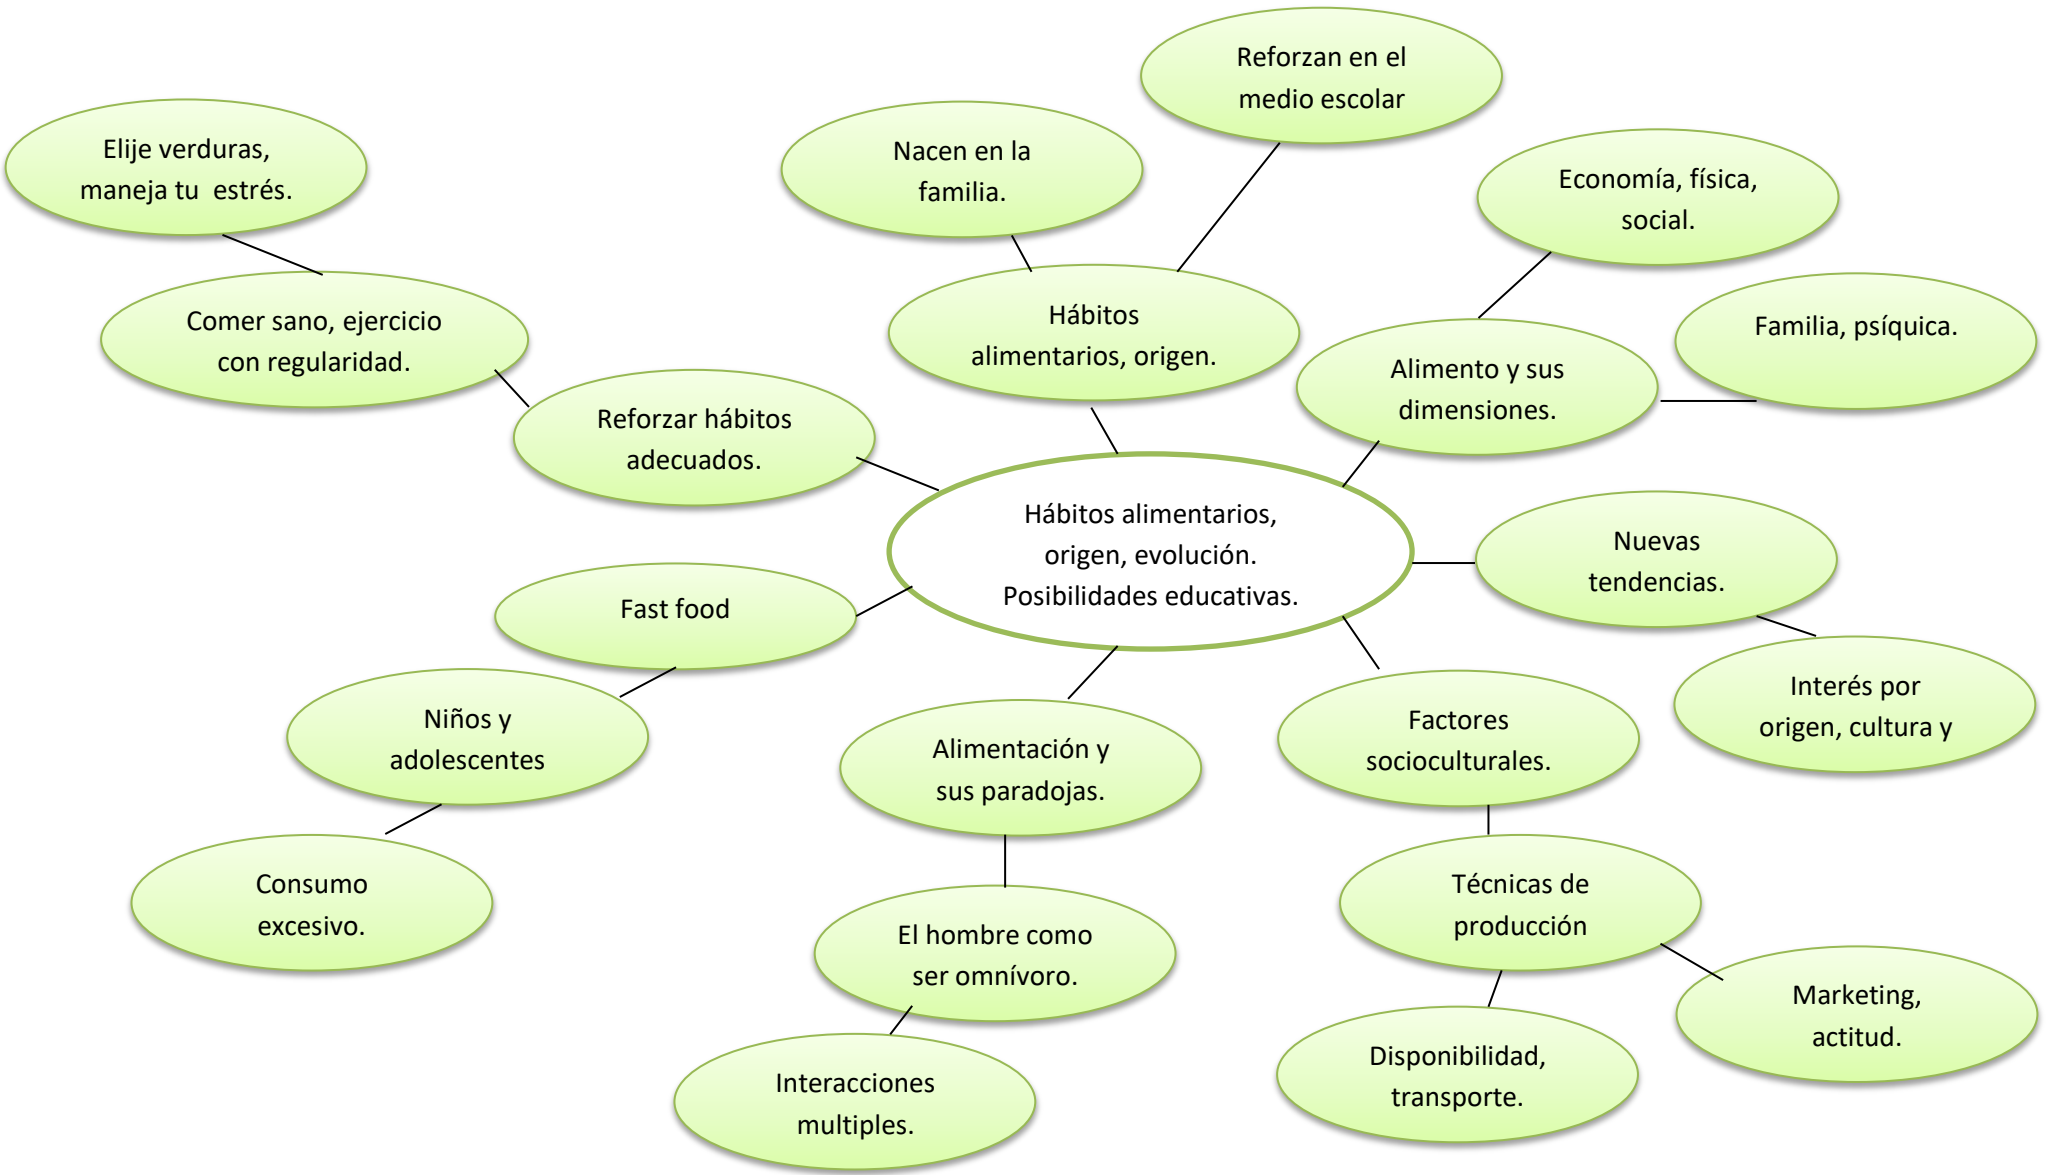 Reforzan en el
medio escolar
Elije verduras,
maneja tu  estrés.
Nacen en la
familia.
Economía, física,
social.
Comer sano, ejercicio
con regularidad.
Hábitos
alimentarios, origen.
Familia, psíquica.
Alimento y sus
dimensiones.
Reforzar hábitos
adecuados.
Hábitos alimentarios,
origen, evolución.
Posibilidades educativas.
Nuevas
tendencias.
Fast food
Interés por
origen, cultura y
Niños y
adolescentes
Alimentación y
sus paradojas.
Factores
socioculturales.
Consumo
excesivo.
Técnicas de
producción
El hombre como
ser omnívoro.
Marketing,
actitud.
Disponibilidad,
transporte.
Interacciones
multiples.